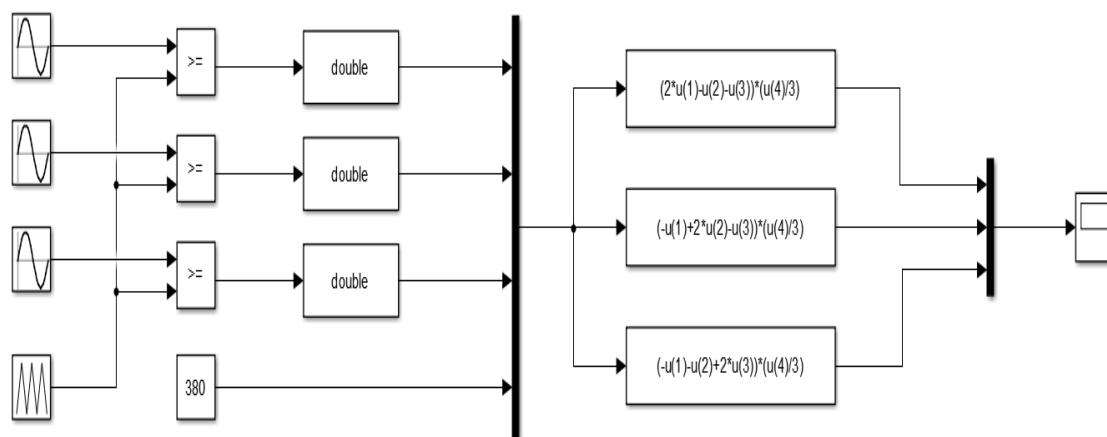 >=
double
>=
double
>=
double
380
(2*u(1)-u(2)-u(3))*(u(4)/3)
(-u(1)+2*u(2)-u(3))*(u(4)/3)
(-u(1)-u(2)+2*u(3))*(u(4)/3)